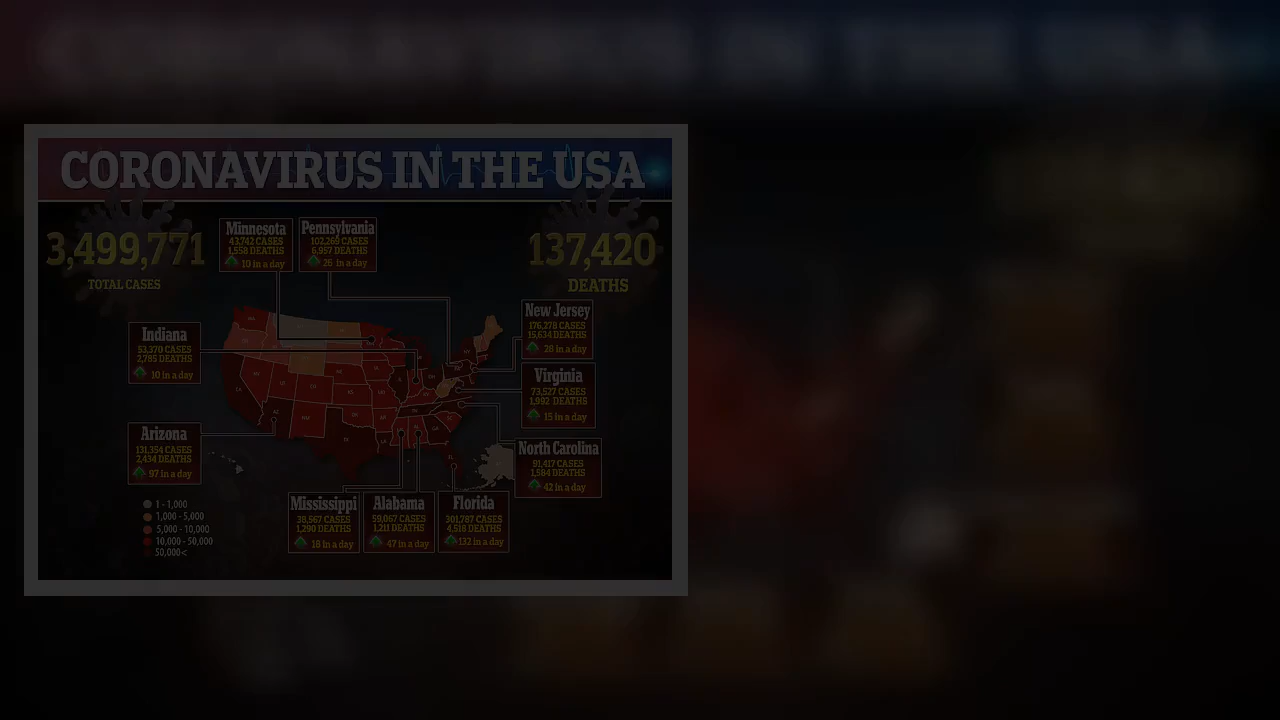 CORONAVIRUS IN THE USA
3,499,771
TOTAL CASES
Minnesota
43,742 CASES
1,558 DEATHS
10 in a day
Pennsylvania
102,269 CASES
6,957 DEATHS
26 in a day
137,420
DEATHS
New Jersey
176,278 CASES
15,634 DEATHS
28 in a day
Indiana
53,370 CASES
2,785 DEATHS
10 in a day
Virginia
73,527 CASES
1,992 DEATHS
15 in a day
Arizona
131,354 CASES
2,434 DEATHS
97 in a day
North Carolina
91,417 CASES
1,584 DEATHS
42 in a day
Mississippi
38,567 CASES
1,290 DEATHS
18 in a day
Alabama
59,067 CASES
1,211 DEATHS
47 in a day
Florida
301,787 CASES
4,518 DEATHS
132 in a day
1 - 1,000
1,000 - 5,000
5,000 - 10,000
10,000 - 50,000
50,000<